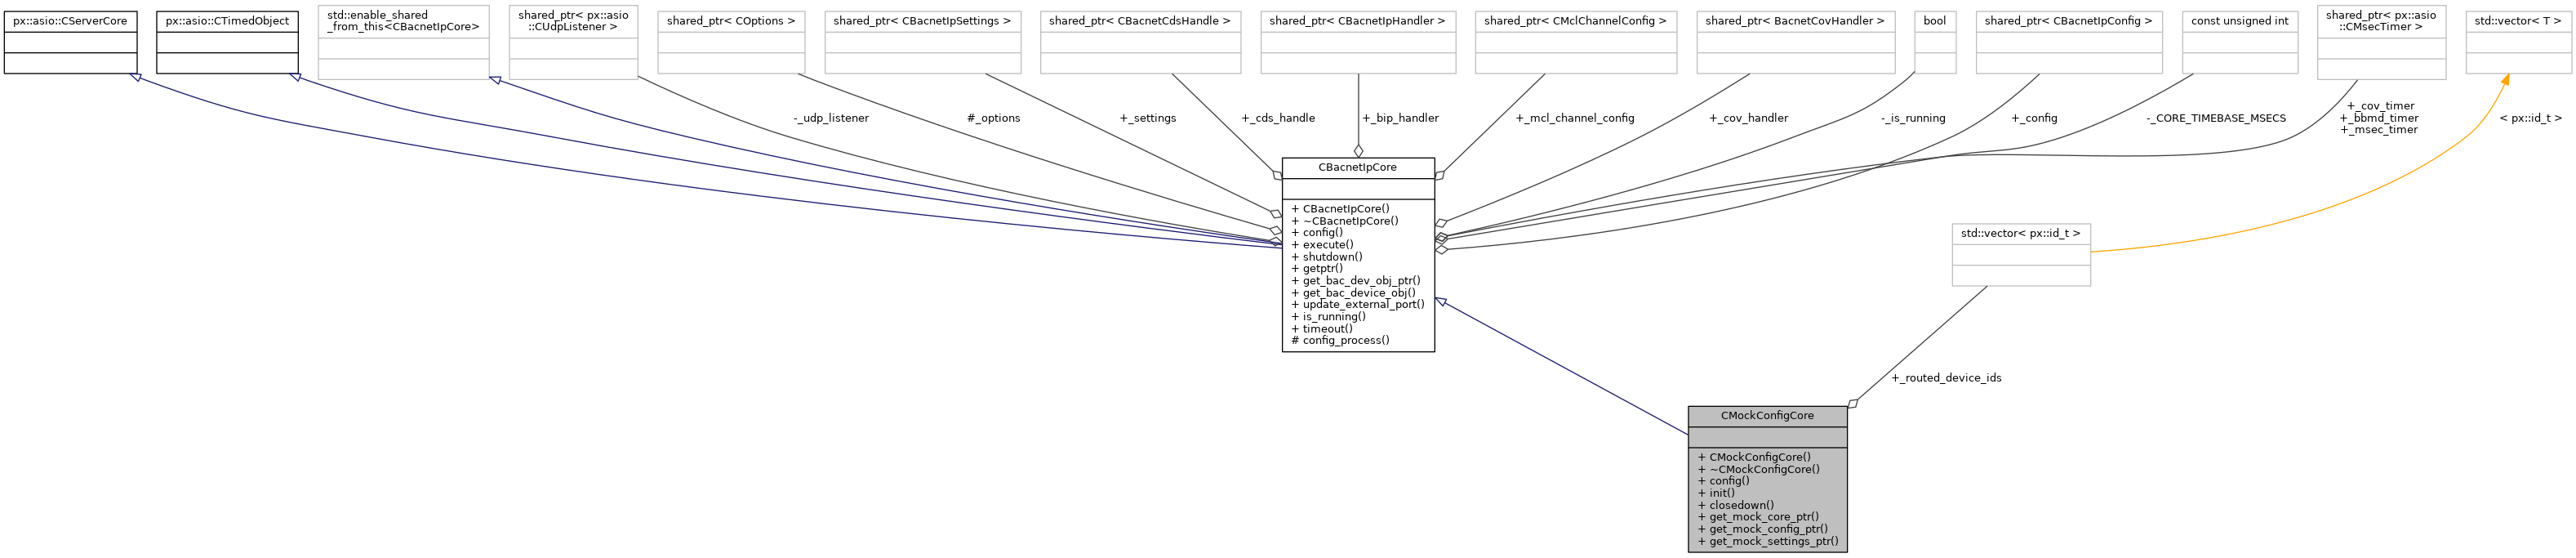 px::asio::CServerCore
px::asio::CTimedObject
std::enable_shared
_from_this<CBacnetIpCore>
shared_ptr< px::asio
::CUdpListener >
shared_ptr< COptions >
shared_ptr< CBacnetIpSettings >
shared_ptr< CBacnetCdsHandle >
shared_ptr< CBacnetIpHandler >
shared_ptr< CMclChannelConfig >
shared_ptr< BacnetCovHandler >
bool
shared_ptr< CBacnetIpConfig >
const unsigned int
shared_ptr< px::asio
::CMsecTimer >
std::vector< T >
-_udp_listener
#_options
+_settings
+_cds_handle
+_bip_handler
+_mcl_channel_config
+_cov_handler
-_is_running
+_config
-_CORE_TIMEBASE_MSECS
+_cov_timer
+_bbmd_timer
+_msec_timer
< px::id_t >
CBacnetIpCore
+ CBacnetIpCore()
+ ~CBacnetIpCore()
+ config()
+ execute()
+ shutdown()
+ getptr()
+ get_bac_dev_obj_ptr()
+ get_bac_device_obj()
+ update_external_port()
+ is_running()
+ timeout()
# config_process()
std::vector< px::id_t >
+_routed_device_ids
CMockConfigCore
+ CMockConfigCore()
+ ~CMockConfigCore()
+ config()
+ init()
+ closedown()
+ get_mock_core_ptr()
+ get_mock_config_ptr()
+ get_mock_settings_ptr()